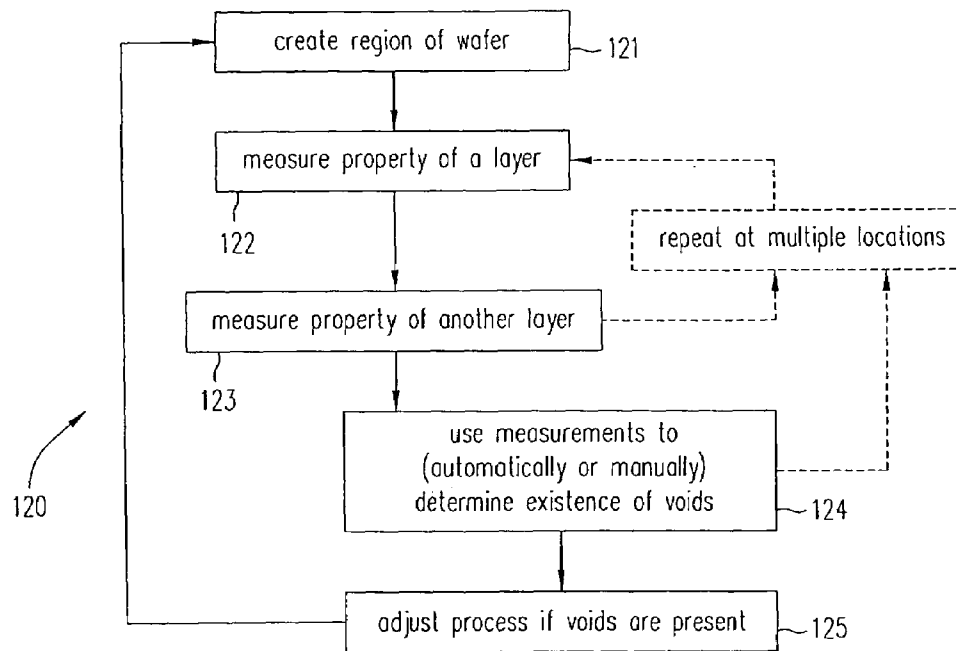 create region of wafer
121
measure property of a layer
122
repeat at multiple locations
measure property of another layer
123
use measurements to
(automatically or manually)
determine existence of voids
124
120
adjust process if voids are present
125